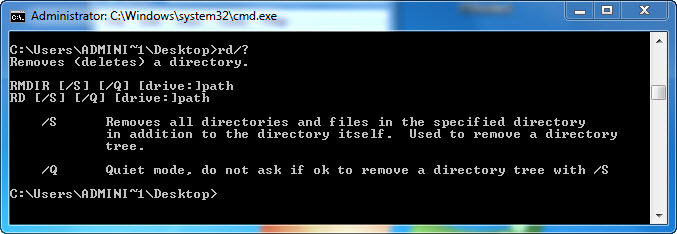 Administrator: C:\Windows\system32\cmd.exe
C:\Users\ADMINI~1\Desktop>rd/?
Removes (deletes) a directory.
RMDIR [/S] [/Q] [drive:]path
RD [/S] [/Q] [drive:]path
/S Removes all directories and files in the specified directory
in addition to the directory itself. Used to remove a directory
tree.
/Q Quiet mode, do not ask if ok to remove a directory tree with /S
C:\Users\ADMINI~1\Desktop>